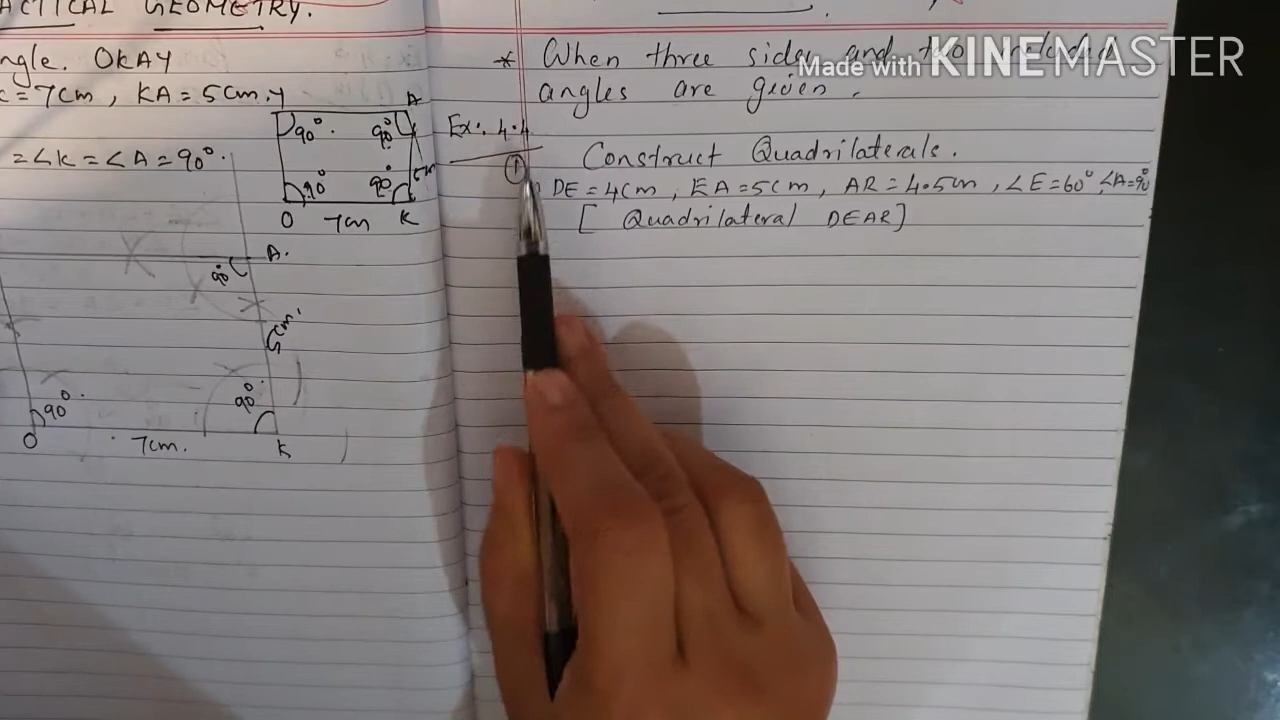 ACTICAL GEOMETRY.
ngle. OKAY
= 7cm, KA = 5cm.
= ∠K = ∠A = 90°.
A
90°. 90°
5cm
90° 90°
O 7cm K
A.
90°
5cm.
90°. 90°.
O 7cm. K
* When three sides and two included
angles are given.
Ex:. 4.4
① Construct Quadrilaterals.
DE = 4cm, EA = 5cm, AR = 4.5cm, ∠E = 60°, ∠A = 90°
[ Quadrilateral DEAR ]
Made with KINEMASTER